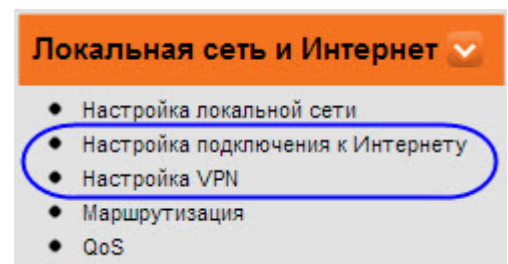 Локальная сеть и Интернет
Настройка локальной сети
Настройка подключения к Интернету
Настройка VPN
Маршрутизация
QoS